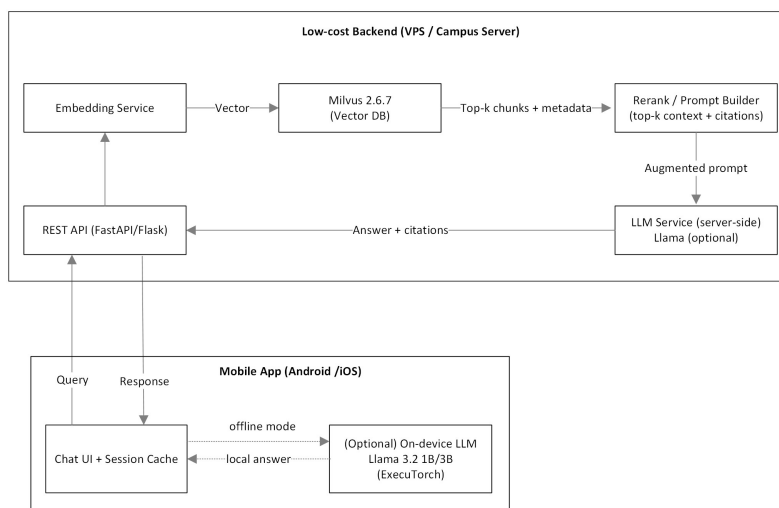 Low-cost Backend (VPS / Campus Server)
Embedding Service
Vector
Milvus 2.6.7
(Vector DB)
Top-k chunks + metadata
Rerank / Prompt Builder
(top-k context + citations)
Augmented prompt
REST API (FastAPI/Flask)
Answer + citations
LLM Service (server-side)
Llama (optional)
Query
Response
Mobile App (Android /iOS)
Chat UI + Session Cache
offline mode
local answer
(Optional) On-device LLM
Llama 3.2 1B/3B
(ExecuTorch)